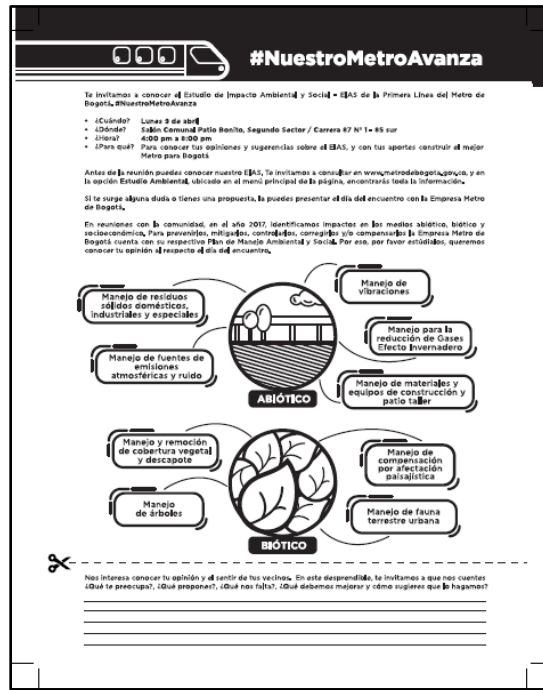 #NuestroMetroAvanza
Te invitamos a conocer el Estudio de Impacto Ambiental y Social - EIAS de la Primera Línea del Metro de
Bogotá. #NuestroMetroAvanza
• ¿Cuándo? Lunes 9 de abril
• ¿Dónde? Salón Comunal Patio Bonito, Segundo Sector / Carrera 87 N° 1- 85 sur
• ¿Hora? 4:00 pm a 8:00 pm
• ¿Para qué? Para conocer tus opiniones y sugerencias sobre el EIAS, y con tus aportes construir el mejor
Metro para Bogotá
Antes de la reunión puedes conocer nuestro EIAS, Te invitamos a consultar en www.metrodebogota.gov.co, y en
la opción Estudio Ambiental, ubicado en el menú principal de la página, encontrarás toda la información.
Si te surge alguna duda o tienes una propuesta, la puedes presentar el día del encuentro con la Empresa Metro
de Bogotá.
En reuniones con la comunidad, en el año 2017, identificamos impactos en los medios abiótico, biótico y
socioeconómico. Para prevenirlos, mitigarlos, controlarlos, corregirlos y/o compensarlos la Empresa Metro de
Bogotá cuenta con su respectivo Plan de Manejo Ambiental y Social. Por eso, por favor estúdialos, queremos
conocer tu opinión al respecto el día del encuentro.
Manejo de residuos
sólidos domésticos,
industriales y especiales
Manejo de fuentes de
emisiones
atmosféricas y ruido
Manejo de
vibraciones
Manejo para la
reducción de Gases
Efecto Invernadero
Manejo de materiales y
equipos de construcción y
patio taller
ABIÓTICO
Manejo y remoción
de cobertura vegetal
y descapote
Manejo
de árboles
Manejo de
compensación
por afectación
paisajística
Manejo de fauna
terrestre urbana
BIÓTICO
Nos interesa conocer tu opinión y el sentir de tus vecinos. En este desprendible, te invitamos a que nos cuentes
¿Qué te preocupa?, ¿Qué propones?, ¿Qué nos falta?, ¿Qué debemos mejorar y cómo sugieres que lo hagamos?